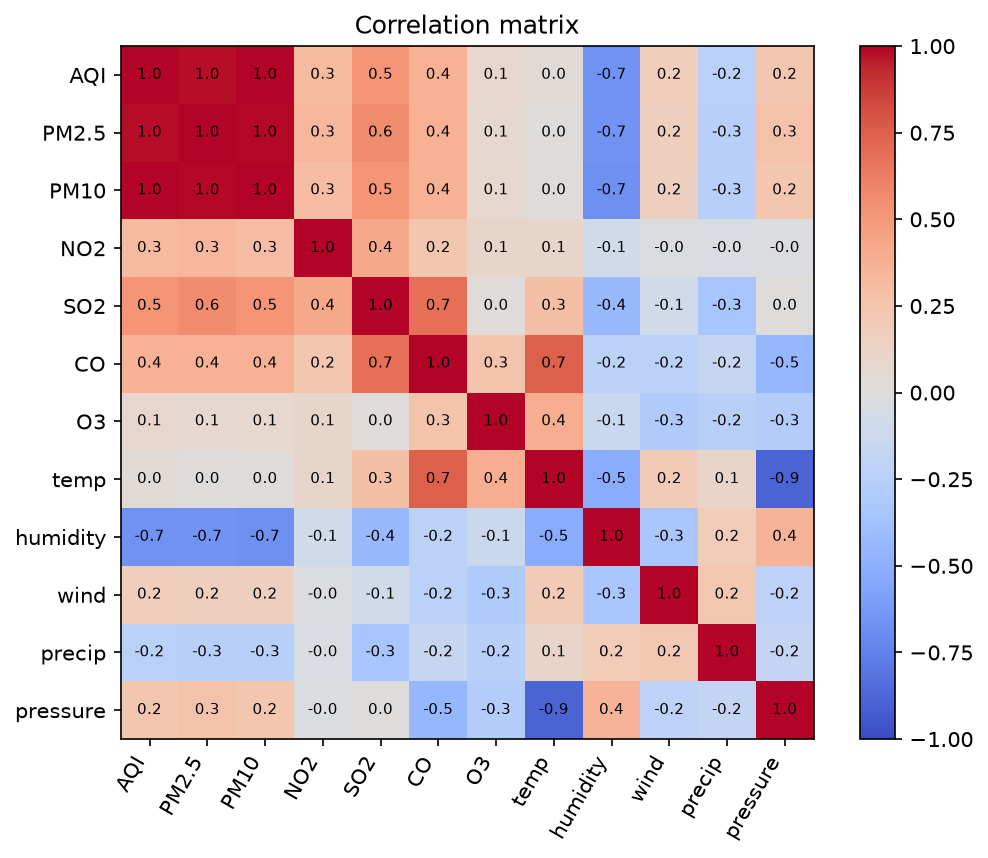 Correlation matrix
AQI 1.0 1.0 1.0 0.3 0.5 0.4 0.1 0.0 -0.7 0.2 -0.2 0.2
PM2.5 1.0 1.0 1.0 0.3 0.6 0.4 0.1 0.0 -0.7 0.2 -0.3 0.3
PM10 1.0 1.0 1.0 0.3 0.5 0.4 0.1 0.0 -0.7 0.2 -0.3 0.2
NO2 0.3 0.3 0.3 1.0 0.4 0.2 0.1 0.1 -0.1 -0.0 -0.0 -0.0
SO2 0.5 0.6 0.5 0.4 1.0 0.7 0.0 0.3 -0.4 -0.1 -0.3 0.0
CO 0.4 0.4 0.4 0.2 0.7 1.0 0.3 0.7 -0.2 -0.2 -0.2 -0.5
O3 0.1 0.1 0.1 0.1 0.0 0.3 1.0 0.4 -0.1 -0.3 -0.2 -0.3
temp 0.0 0.0 0.0 0.1 0.3 0.7 0.4 1.0 -0.5 0.2 0.1 -0.9
humidity -0.7 -0.7 -0.7 -0.1 -0.4 -0.2 -0.1 -0.5 1.0 -0.3 0.2 0.4
wind 0.2 0.2 0.2 -0.0 -0.1 -0.2 -0.3 0.2 -0.3 1.0 0.2 -0.2
precip -0.2 -0.3 -0.3 -0.0 -0.3 -0.2 -0.2 0.1 0.2 0.2 1.0 -0.2
pressure 0.2 0.3 0.2 -0.0 0.0 -0.5 -0.3 -0.9 0.4 -0.2 -0.2 1.0
AQI PM2.5 PM10 NO2 SO2 CO O3 temp humidity wind precip pressure
1.00
0.75
0.50
0.25
0.00
−0.25
−0.50
−0.75
−1.00